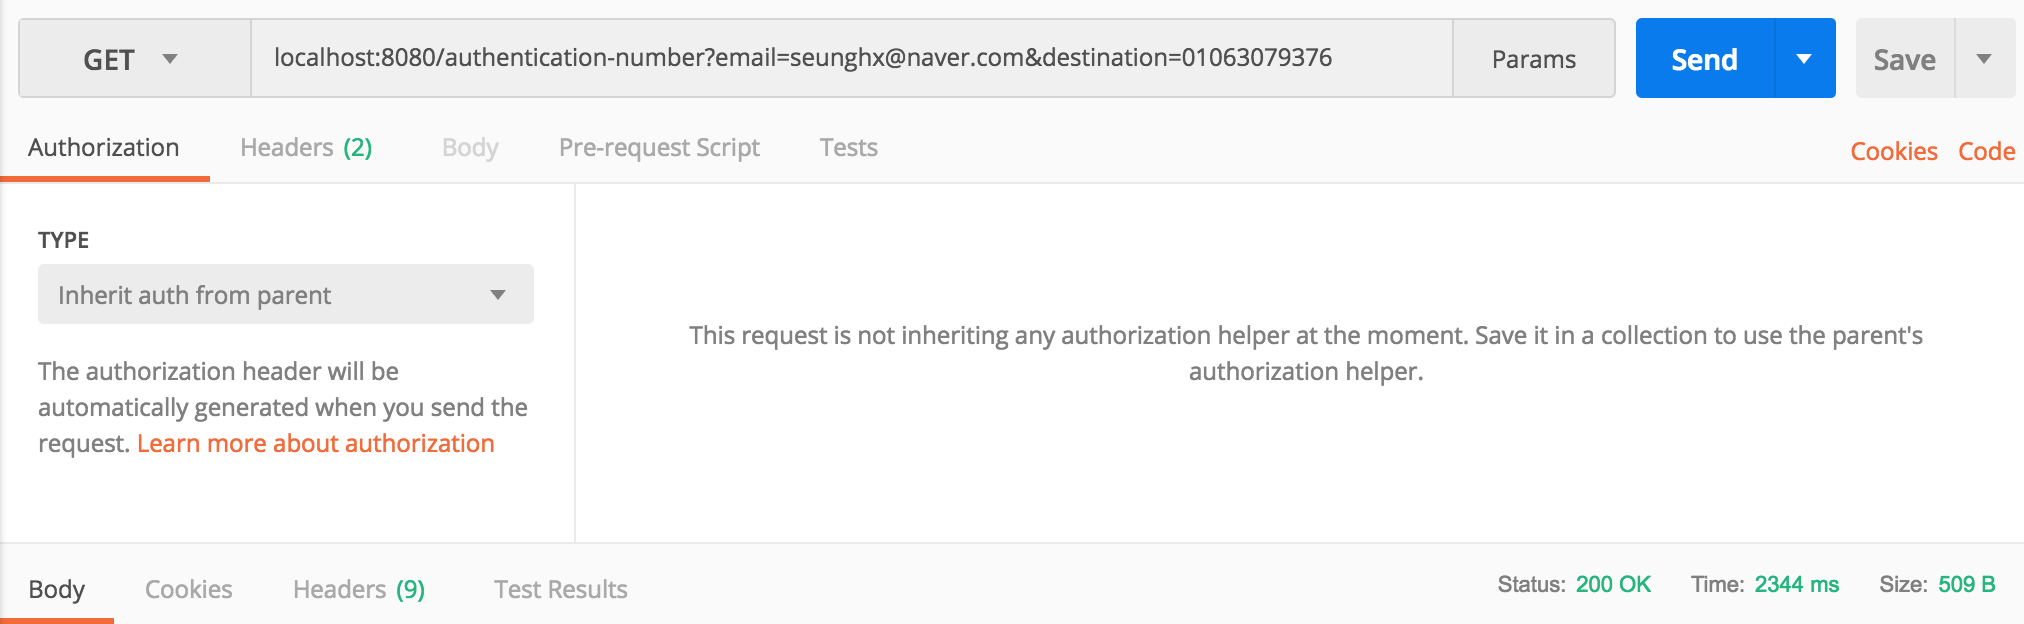 GET localhost:8080/authentication-number?email=seunghx@naver.com&destination=01063079376 Params Send Save
Authorization Headers (2) Body Pre-request Script Tests Cookies Code
TYPE
Inherit auth from parent
The authorization header will be
automatically generated when you send the
request. Learn more about authorization
This request is not inheriting any authorization helper at the moment. Save it in a collection to use the parent's
authorization helper.
Body Cookies Headers (9) Test Results Status: 200 OK Time: 2344 ms Size: 509 B